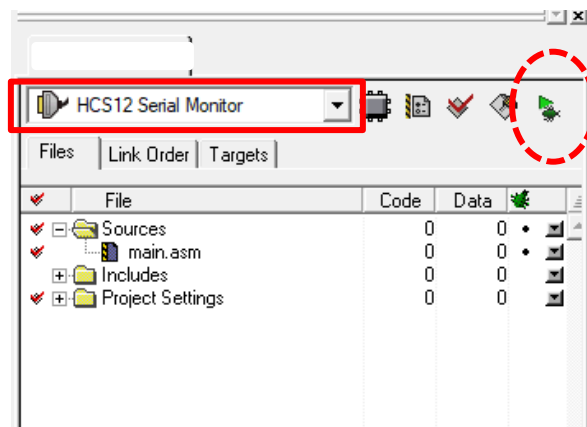 HCS12 Serial Monitor
Files Link Order Targets
File Code Data
Sources 0 0
main.asm 0 0
Includes 0 0
Project Settings 0 0